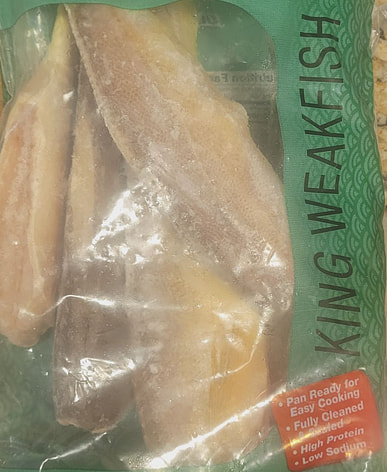 KING WEAKFISH
• Pan Ready for
Easy Cooking
• Fully Cleaned
• High Protein
• Low Sodium